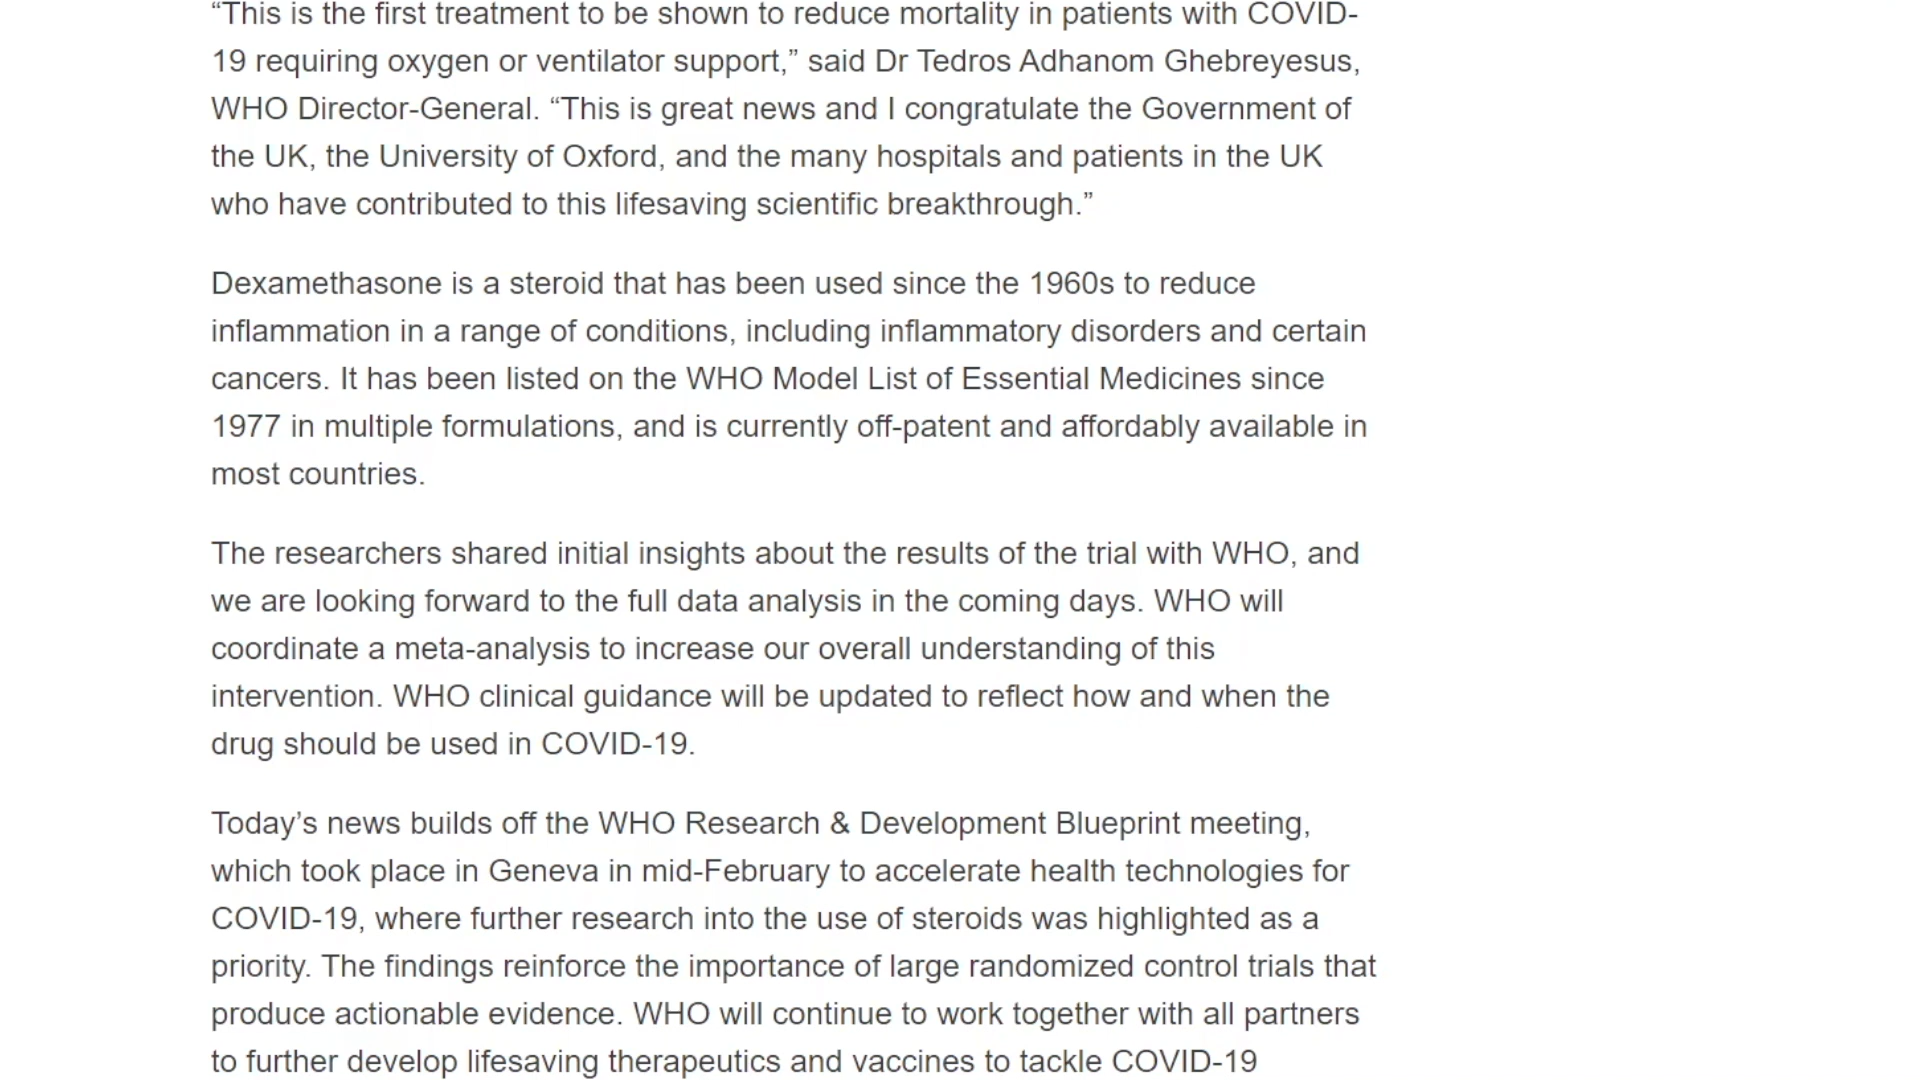 “This is the first treatment to be shown to reduce mortality in patients with COVID-
19 requiring oxygen or ventilator support,” said Dr Tedros Adhanom Ghebreyesus,
WHO Director-General. “This is great news and I congratulate the Government of
the UK, the University of Oxford, and the many hospitals and patients in the UK
who have contributed to this lifesaving scientific breakthrough.”
Dexamethasone is a steroid that has been used since the 1960s to reduce
inflammation in a range of conditions, including inflammatory disorders and certain
cancers. It has been listed on the WHO Model List of Essential Medicines since
1977 in multiple formulations, and is currently off-patent and affordably available in
most countries.
The researchers shared initial insights about the results of the trial with WHO, and
we are looking forward to the full data analysis in the coming days. WHO will
coordinate a meta-analysis to increase our overall understanding of this
intervention. WHO clinical guidance will be updated to reflect how and when the
drug should be used in COVID-19.
Today’s news builds off the WHO Research & Development Blueprint meeting,
which took place in Geneva in mid-February to accelerate health technologies for
COVID-19, where further research into the use of steroids was highlighted as a
priority. The findings reinforce the importance of large randomized control trials that
produce actionable evidence. WHO will continue to work together with all partners
to further develop lifesaving therapeutics and vaccines to tackle COVID-19